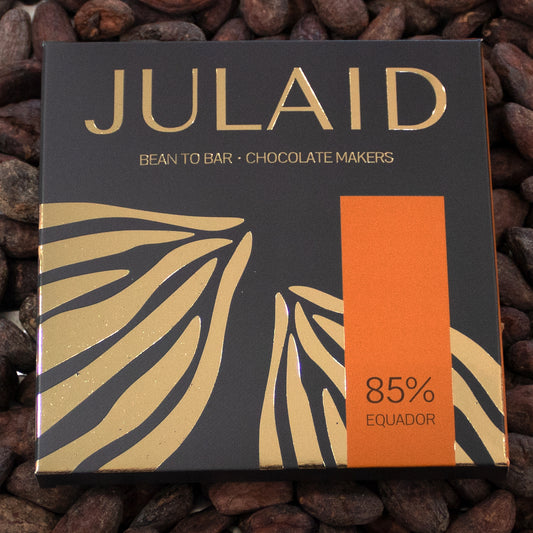 JULAID
BEAN TO BAR • CHOCOLATE MAKERS
85%
EQUADOR